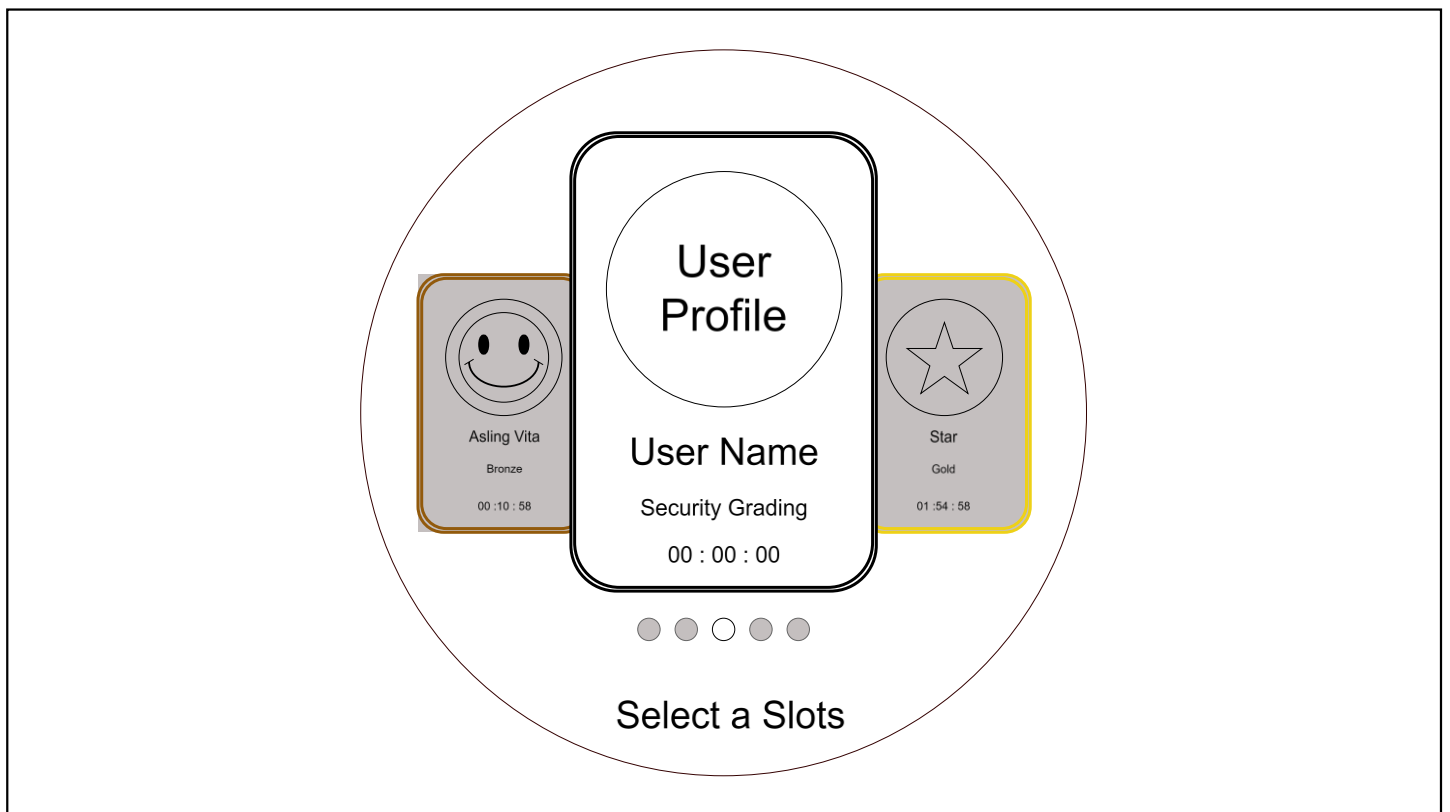 User
Profile
User Name
Security Grading
00 : 00 : 00
Asling Vita
Bronze
00 :10 : 58
Star
Gold
01 :54 : 58
Select a Slots